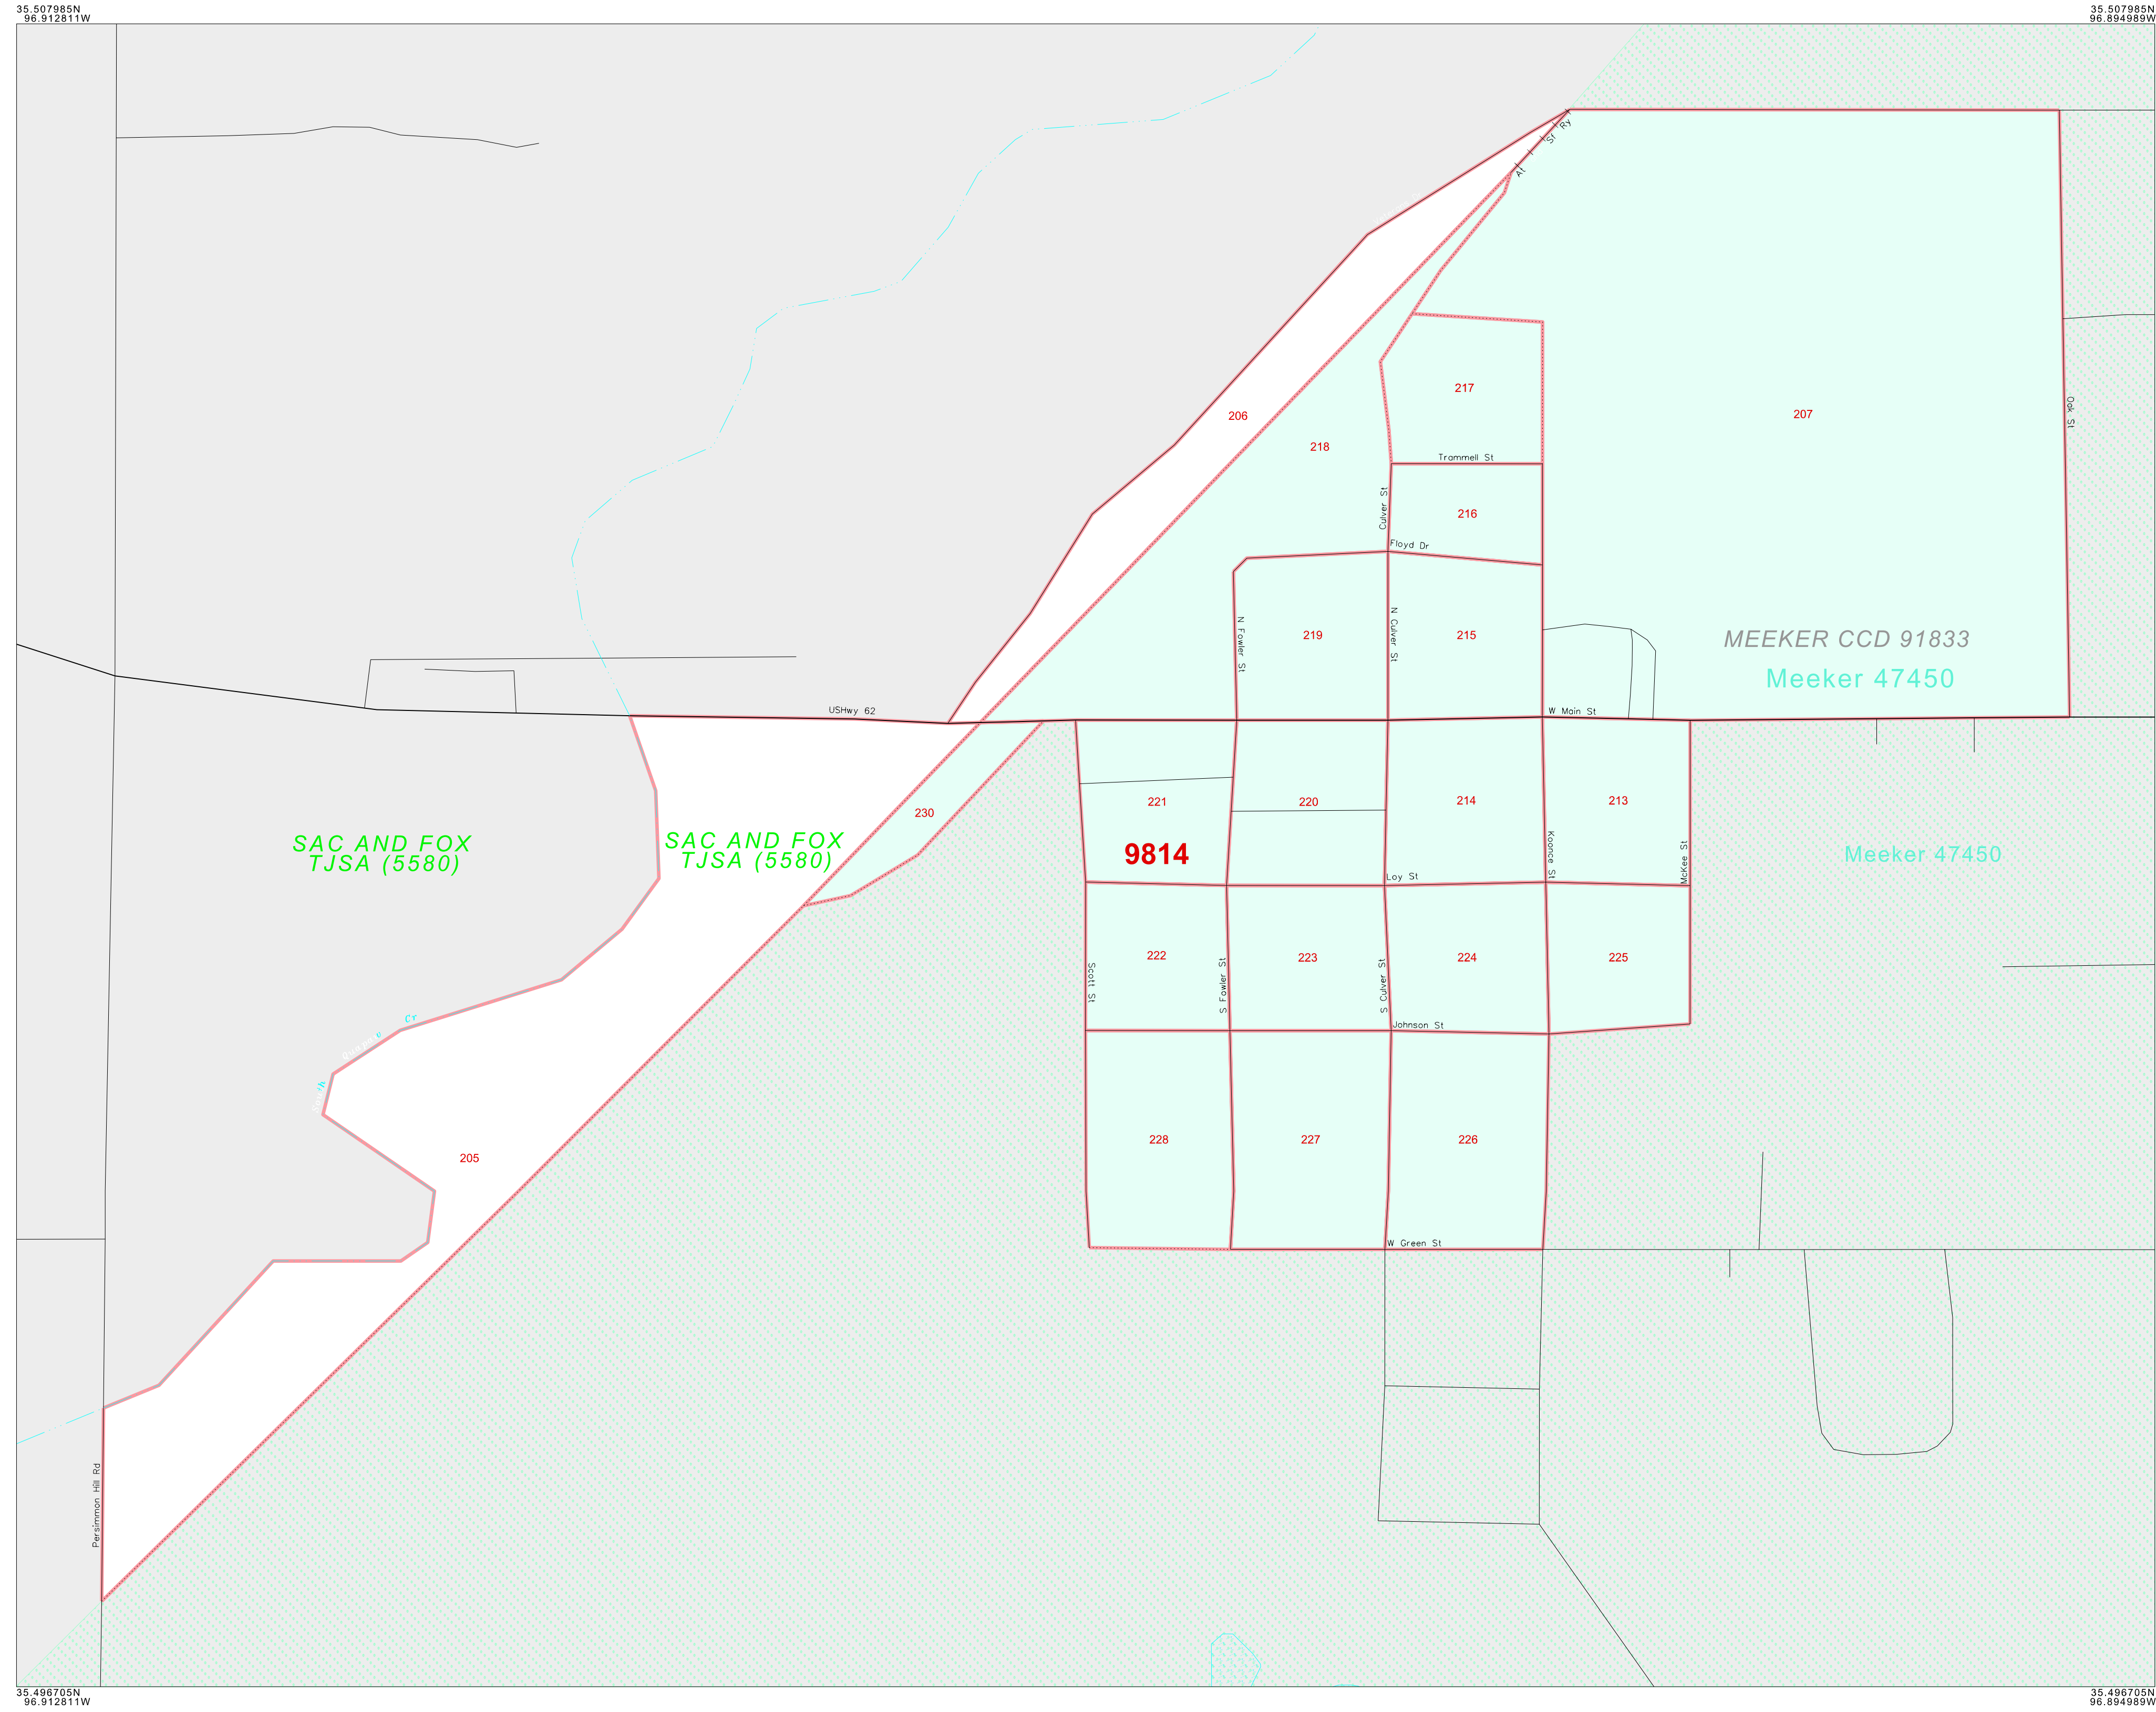 35.507985N
96.912811W
35.507985N
96.894989W
At
Sf
Ry
206
218
217
207
Oak St
Trammell St
Culver St
216
Floyd Dr
N Fowler St
219
N Culver St
215
MEEKER CCD 91833
Meeker 47450
USHwy 62
W Main St
230
221
220
214
213
SAC AND FOX
TJSA (5580)
SAC AND FOX
TJSA (5580)
9814
Koonce St
McKee St
Meeker 47450
Loy St
222
223
224
225
Scott St
S Fowler St
S Culver St
Cr
Johnson St
205
228
227
226
W Green St
Persimmon Hill Rd
35.496705N
96.912811W
35.496705N
96.894989W